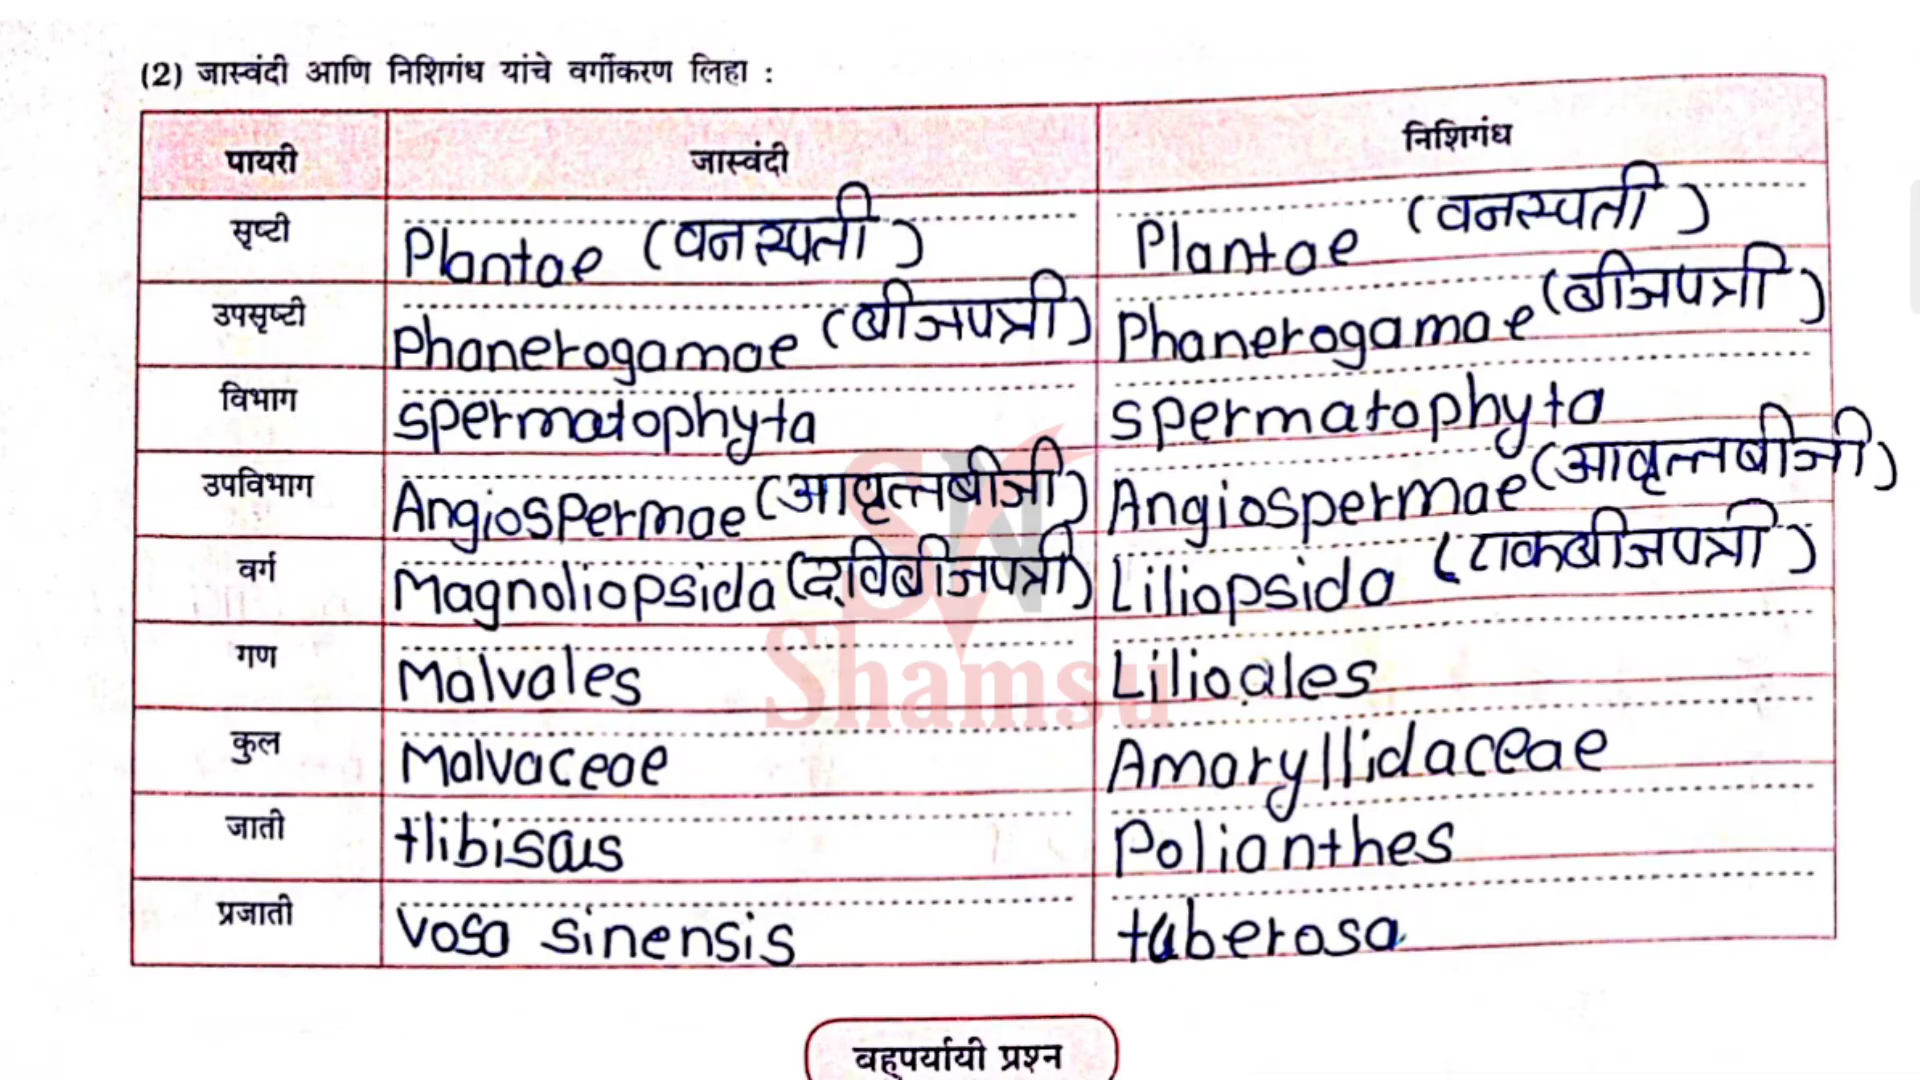 (2) जास्वंदी आणि निशिगंध यांचे वर्गीकरण लिहा :
पायरी जास्वंदी निशिगंध
सृष्टी Plantae (वनस्पती) Plantae (वनस्पती)
उपसृष्टी Phanerogamae (बीजपत्री) Phanerogamae (बीजपत्री)
विभाग spermatophyta spermatophyta
उपविभाग Angiospermae (आवृत्तबीजी) Angiospermae (आवृत्तबीजी)
वर्ग Magnoliopsida (द्विबीजपत्री) Liliopsida (एकबीजपत्री)
गण Malvales Lilioales
कुल Malvaceae Amaryllidaceae
जाती Hibiscus Polianthes
प्रजाती vosa sinensis tuberosa
SN
Shamsu
बहुपर्यायी प्रश्न